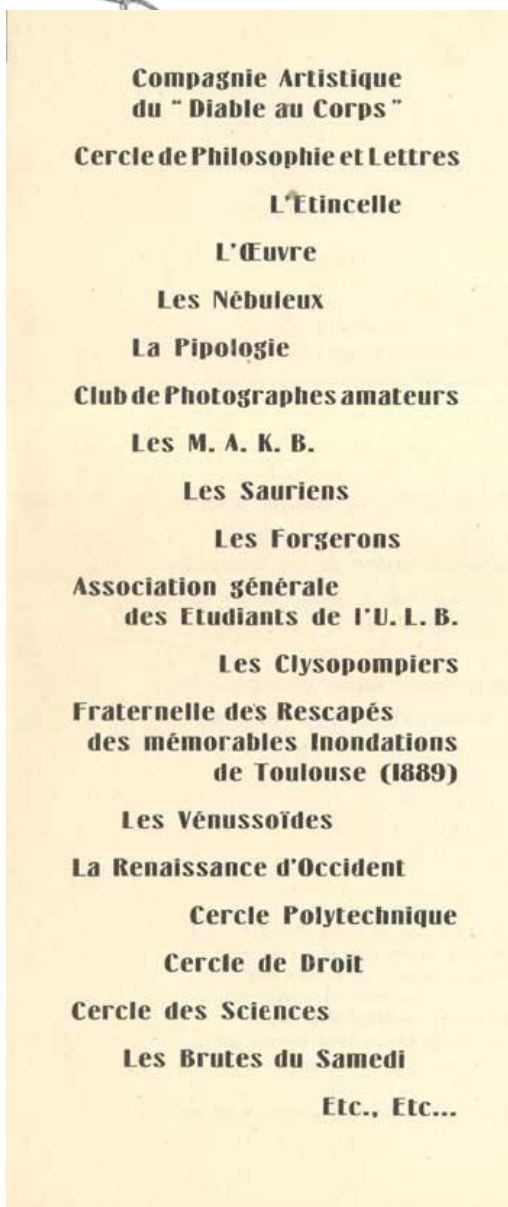 Compagnie Artistique
du " Diable au Corps "
Cercle de Philosophie et Lettres
L'Etincelle
L'Œuvre
Les Nébuleux
La Pipologie
Club de Photographes amateurs
Les M. A. K. B.
Les Sauriens
Les Forgerons
Association générale
des Etudiants de l'U. L. B.
Les Clysopompiers
Fraternelle des Rescapés
des mémorables Inondations
de Toulouse (1889)
Les Vénussoïdes
La Renaissance d'Occident
Cercle Polytechnique
Cercle de Droit
Cercle des Sciences
Les Brutes du Samedi
Etc., Etc...